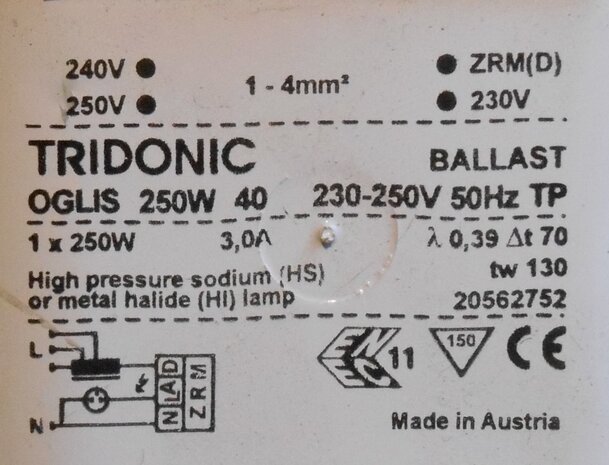 240V ● 1 - 4mm² ● ZRM(D)
250V ● ● 230V
TRIDONIC BALLAST
OGLIS 250W 40 230-250V 50Hz TP
1 x 250W 3,0A λ 0,39 Δt 70
tw 130
High pressure sodium (HS)
or metal halide (HI) lamp 20562752
L
N
N LA D
Z R M
ENEC 11 150 CE
Made in Austria